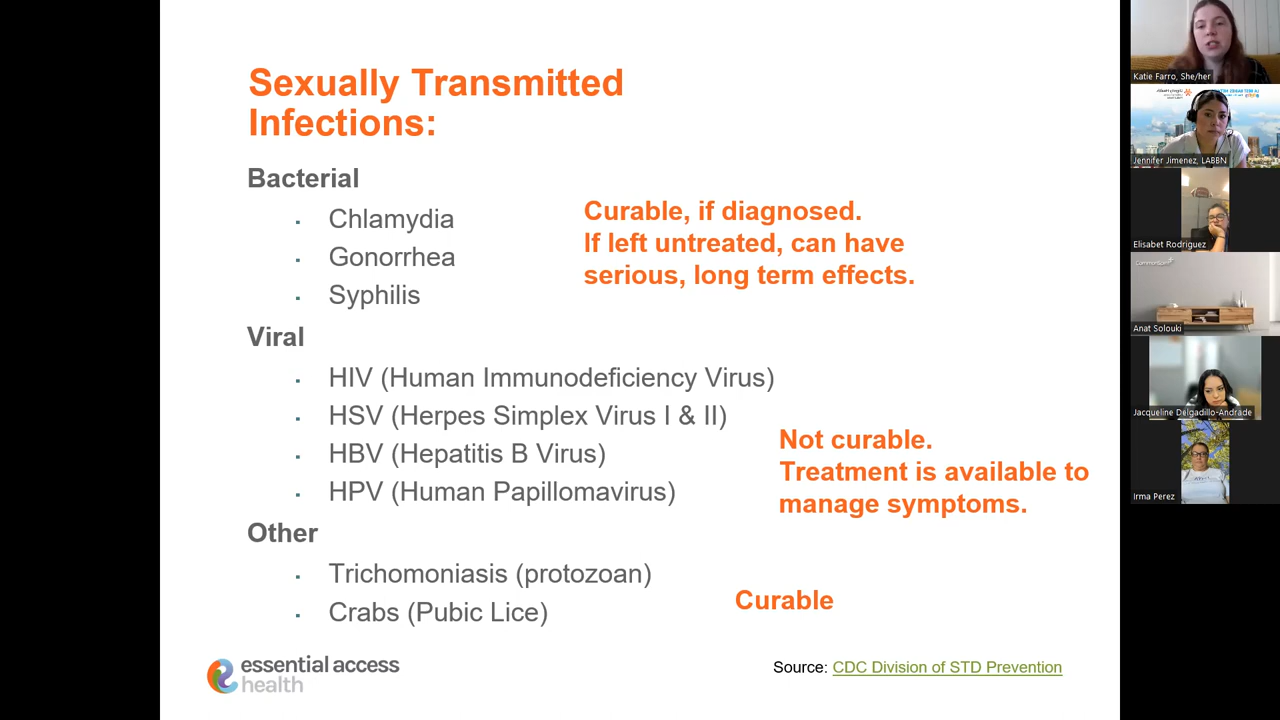 Sexually Transmitted
Infections:
Bacterial
Chlamydia
Gonorrhea
Syphilis
Curable, if diagnosed.
If left untreated, can have
serious, long term effects.
Viral
HIV (Human Immunodeficiency Virus)
HSV (Herpes Simplex Virus I & II)
HBV (Hepatitis B Virus)
HPV (Human Papillomavirus)
Not curable.
Treatment is available to
manage symptoms.
Other
Trichomoniasis (protozoan)
Crabs (Pubic Lice)
Curable
essential access
health
Source: CDC Division of STD Prevention
Katie Farro, She/her
Jennifer Jimenez, LABBN
Elisabet Rodriguez
Anat Solouki
Jacqueline Delgadillo-Andrade
Irma Perez